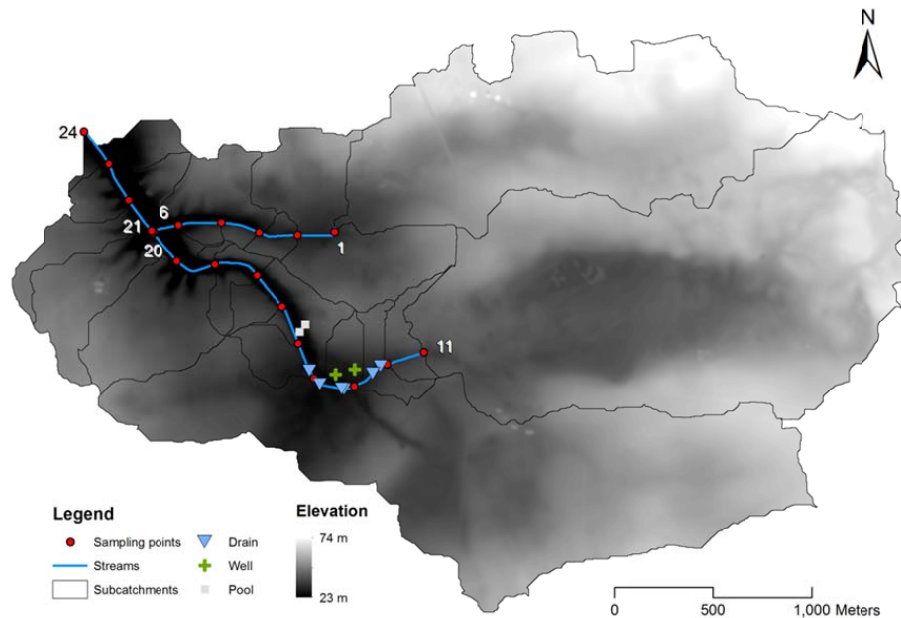 N
24
6
21
1
20
11
Legend
Sampling points
Streams
Subcatchments
Drain
Well
Pool
Elevation
74 m
23 m
0 500 1,000 Meters